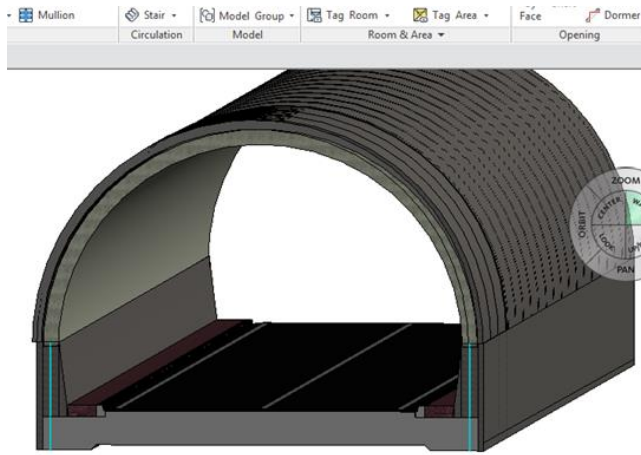 Mullion
Stair
Model Group
Tag Room
Tag Area
Face
Dormer
Circulation
Model
Room & Area
Opening
ZOOM
CENTER
ORBIT
LOOK
PAN